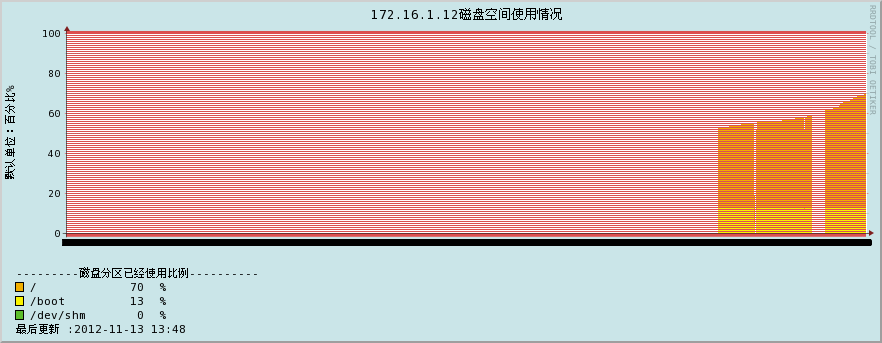 172.16.1.12磁盘空间使用情况
RRDTOOL / TOBI OETIKER
默认单位：百分比%
100
80
60
40
20
0
---------磁盘分区已经使用比例----------
/ 70 %
/boot 13 %
/dev/shm 0 %
最后更新 :2012-11-13 13:48